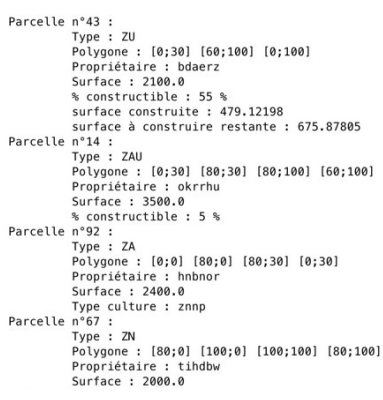 Parcelle n°43 :
Type : ZU
Polygone : [0;30] [60;100] [0;100]
Propriétaire : bdaerz
Surface : 2100.0
% constructible : 55 %
surface construite : 479.12198
surface à construire restante : 675.87805
Parcelle n°14 :
Type : ZAU
Polygone : [0;30] [80;30] [80;100] [60;100]
Propriétaire : okrrhu
Surface : 3500.0
% constructible : 5 %
Parcelle n°92 :
Type : ZA
Polygone : [0;0] [80;0] [80;30] [0;30]
Propriétaire : hnbnor
Surface : 2400.0
Type culture : znnp
Parcelle n°67 :
Type : ZN
Polygone : [80;0] [100;0] [100;100] [80;100]
Propriétaire : tihdbw
Surface : 2000.0